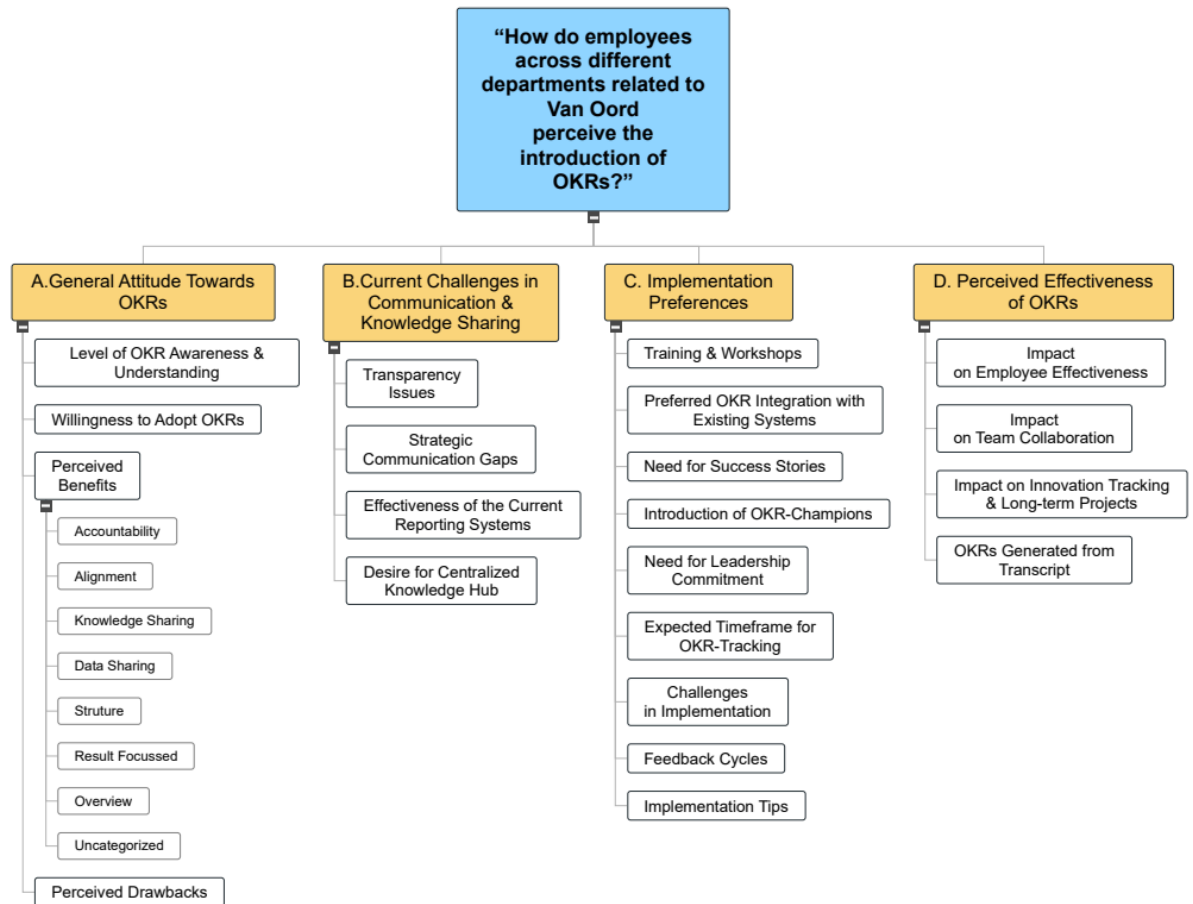 “How do employees
across different
departments related to
Van Oord
perceive the
introduction of
OKRs?”
A.General Attitude Towards
OKRs
Level of OKR Awareness &
Understanding
Willingness to Adopt OKRs
Perceived
Benefits
Accountability
Alignment
Knowledge Sharing
Data Sharing
Struture
Result Focussed
Overview
Uncategorized
Perceived Drawbacks
B.Current Challenges in
Communication &
Knowledge Sharing
Transparency
Issues
Strategic
Communication Gaps
Effectiveness of the Current
Reporting Systems
Desire for Centralized
Knowledge Hub
C. Implementation
Preferences
Training & Workshops
Preferred OKR Integration with
Existing Systems
Need for Success Stories
Introduction of OKR-Champions
Need for Leadership
Commitment
Expected Timeframe for
OKR-Tracking
Challenges
in Implementation
Feedback Cycles
Implementation Tips
D. Perceived Effectiveness
of OKRs
Impact
on Employee Effectiveness
Impact
on Team Collaboration
Impact on Innovation Tracking
& Long-term Projects
OKRs Generated from
Transcript